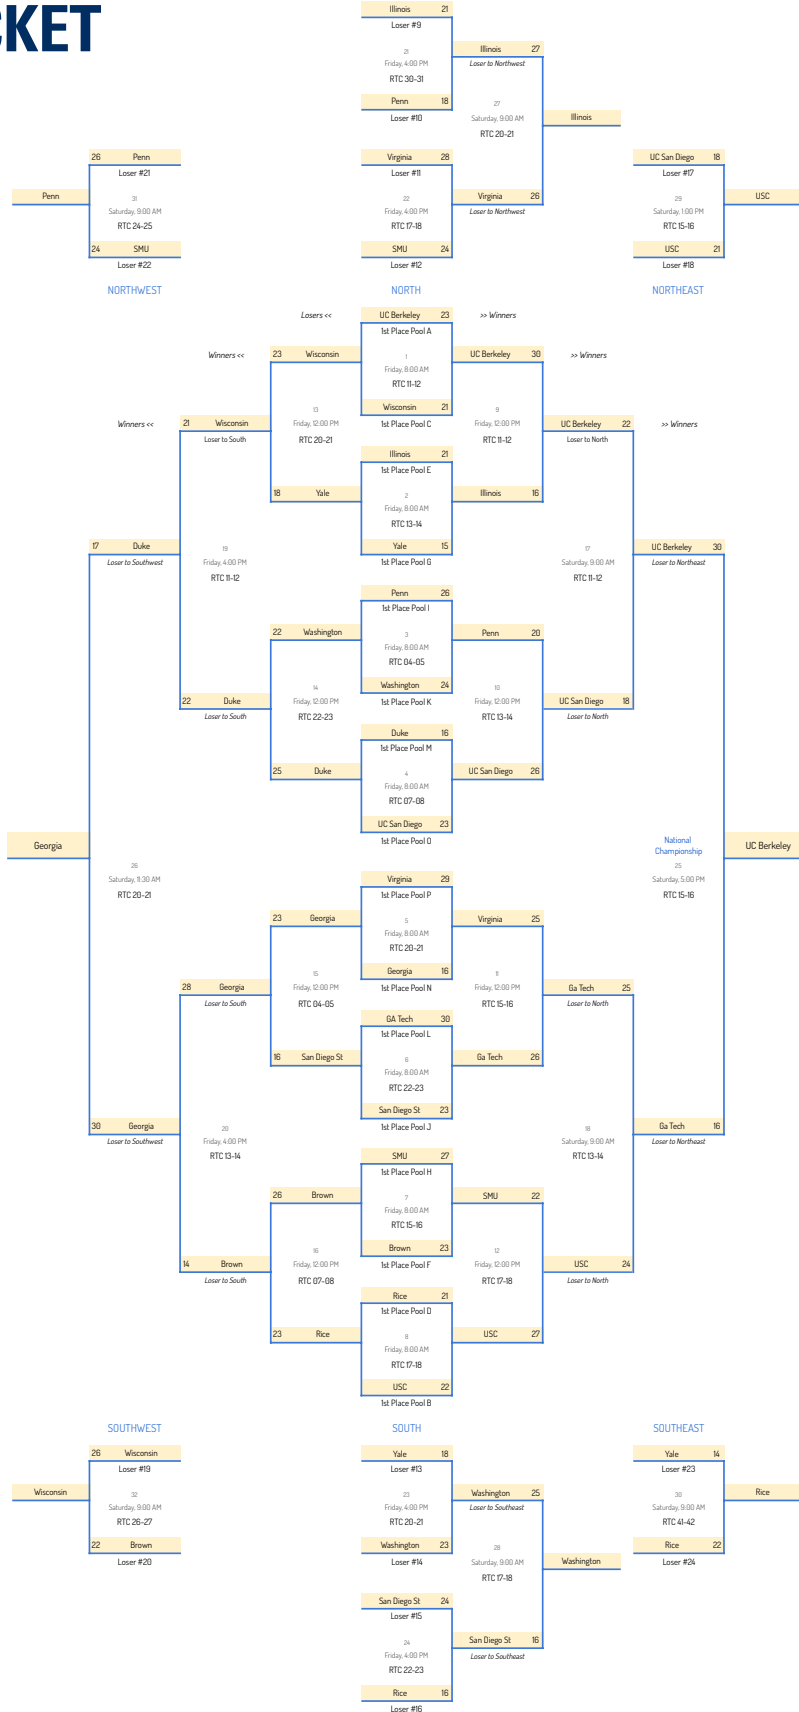 CKET
Illinois 21
Loser #9
21
Friday, 4:00 PM
RTC 30-31
Penn 18
Loser #10
Illinois 27
Loser to Northwest
27
Saturday, 9:00 AM
RTC 20-21
Illinois
Virginia 28
Loser #11
22
Friday, 4:00 PM
RTC 17-18
SMU 24
Loser #12
Virginia 26
Loser to Northwest
26 Penn
Loser #21
Penn
31
Saturday, 9:00 AM
RTC 24-25
24 SMU
Loser #22
UC San Diego 18
Loser #17
29
Saturday, 1:00 PM
RTC 15-16
USC
USC 21
Loser #18
NORTHWEST
NORTH
NORTHEAST
Losers <<
>> Winners
Winners <<
>> Winners
Winners <<
>> Winners
UC Berkeley 23
1st Place Pool A
1
Friday, 8:00 AM
RTC 11-12
Wisconsin 21
1st Place Pool C
Illinois 21
1st Place Pool E
2
Friday, 8:00 AM
RTC 13-14
Yale 15
1st Place Pool G
Penn 26
1st Place Pool I
3
Friday, 8:00 AM
RTC 04-05
Washington 24
1st Place Pool K
Duke 16
1st Place Pool M
4
Friday, 8:00 AM
RTC 07-08
UC San Diego 23
1st Place Pool O
Virginia 29
1st Place Pool P
5
Friday, 8:00 AM
RTC 20-21
Georgia 16
1st Place Pool N
GA Tech 30
1st Place Pool L
6
Friday, 8:00 AM
RTC 22-23
San Diego St 23
1st Place Pool J
SMU 27
1st Place Pool H
7
Friday, 8:00 AM
RTC 15-16
Brown 23
1st Place Pool F
Rice 21
1st Place Pool D
8
Friday, 8:00 AM
RTC 17-18
USC 22
1st Place Pool B
23 Wisconsin
13
Friday, 12:00 PM
RTC 20-21
18 Yale
22 Washington
14
Friday, 12:00 PM
RTC 22-23
25 Duke
23 Georgia
15
Friday, 12:00 PM
RTC 04-05
16 San Diego St
26 Brown
16
Friday, 12:00 PM
RTC 07-08
23 Rice
21 Wisconsin
Loser to South
19
Friday, 4:00 PM
RTC 11-12
22 Duke
Loser to South
28 Georgia
Loser to South
20
Friday, 4:00 PM
RTC 13-14
14 Brown
Loser to South
17 Duke
Loser to Southwest
26
Saturday, 11:30 AM
RTC 20-21
30 Georgia
Loser to Southwest
Georgia
UC Berkeley 30
9
Friday, 12:00 PM
RTC 11-12
Illinois 16
Penn 20
10
Friday, 12:00 PM
RTC 13-14
UC San Diego 26
Virginia 25
11
Friday, 12:00 PM
RTC 15-16
Ga Tech 26
SMU 22
12
Friday, 12:00 PM
RTC 17-18
USC 27
UC Berkeley 22
Loser to North
17
Saturday, 9:00 AM
RTC 11-12
UC San Diego 18
Loser to North
Ga Tech 25
Loser to North
18
Saturday, 9:00 AM
RTC 13-14
USC 24
Loser to North
UC Berkeley 30
Loser to Northeast
National
Championship
25
Saturday, 5:00 PM
RTC 15-16
Ga Tech 16
Loser to Northeast
UC Berkeley
SOUTHWEST
SOUTH
SOUTHEAST
26 Wisconsin
Loser #19
Wisconsin
32
Saturday, 9:00 AM
RTC 26-27
22 Brown
Loser #20
Yale 18
Loser #13
23
Friday, 4:00 PM
RTC 20-21
Washington 23
Loser #14
Washington 25
Loser to Southeast
28
Saturday, 9:00 AM
RTC 17-18
Washington
San Diego St 24
Loser #15
24
Friday, 4:00 PM
RTC 22-23
Rice 16
Loser #16
San Diego St 16
Loser to Southeast
Yale 14
Loser #23
30
Saturday, 9:00 AM
RTC 41-42
Rice
Rice 22
Loser #24